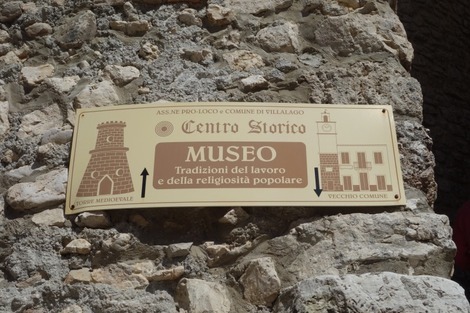 ASS.NE PRO-LOCO e COMUNE DI VILLALAGO
Centro Storico
MUSEO
Tradizioni del lavoro
e della religiosità popolare
TORRE MEDIOEVALE
VECCHIO COMUNE